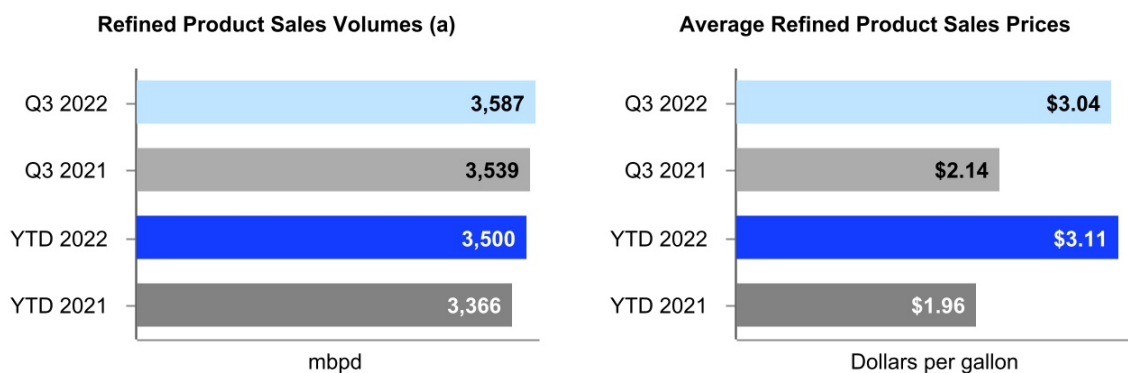 Refined Product Sales Volumes (a)
Q3 2022
3,587
Q3 2021
3,539
YTD 2022
3,500
YTD 2021
3,366
mbpd
Average Refined Product Sales Prices
Q3 2022
$3.04
Q3 2021
$2.14
YTD 2022
$3.11
YTD 2021
$1.96
Dollars per gallon